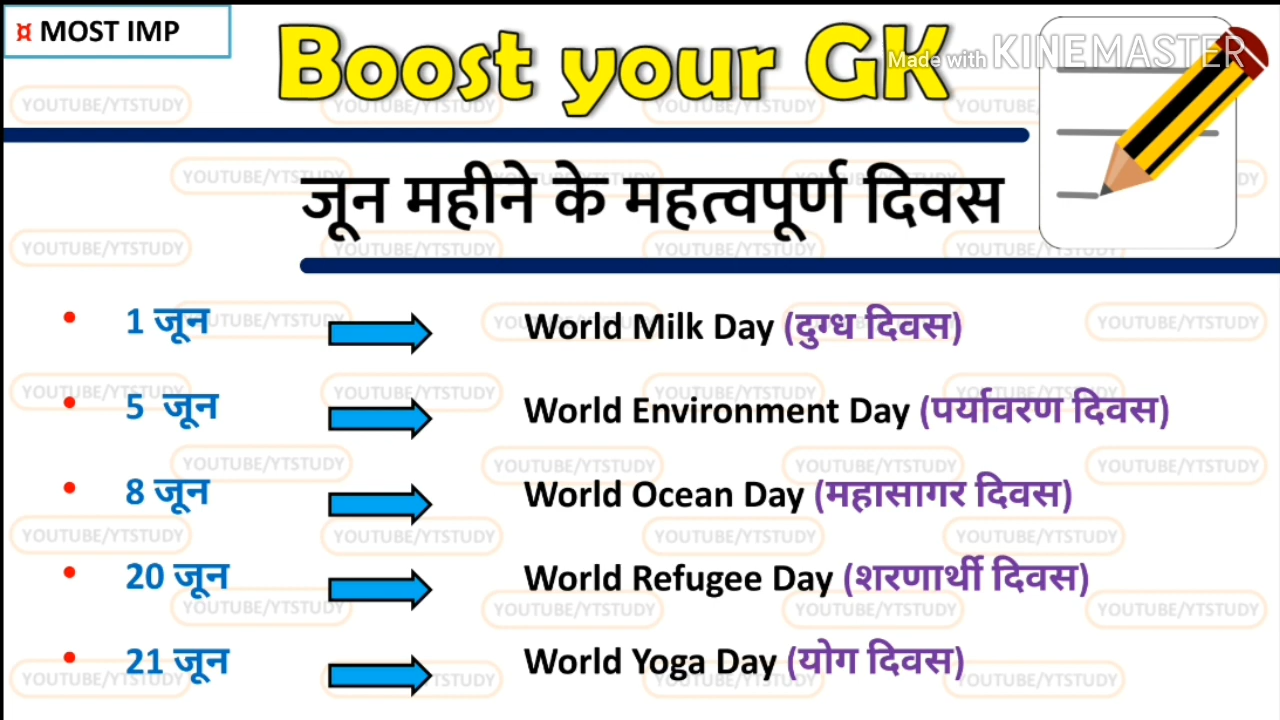 ¤ MOST IMP
Boost your GK
Made with KINEMASTER
जून महीने के महत्वपूर्ण दिवस
• 1 जून World Milk Day (दुग्ध दिवस)
• 5 जून World Environment Day (पर्यावरण दिवस)
• 8 जून World Ocean Day (महासागर दिवस)
• 20 जून World Refugee Day (शरणार्थी दिवस)
• 21 जून World Yoga Day (योग दिवस)
YOUTUBE/YTSTUDY